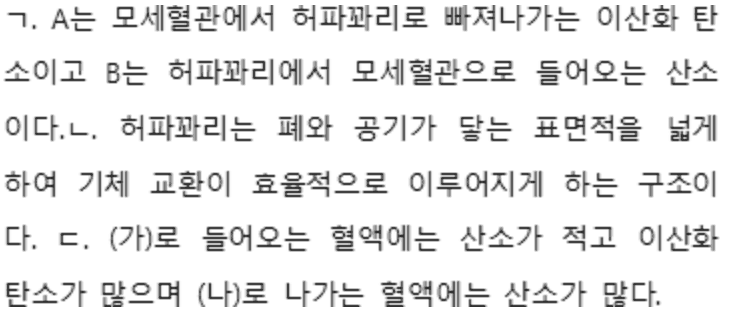 ㄱ. A는 모세혈관에서 허파꽈리로 빠져나가는 이산화 탄
소이고 B는 허파꽈리에서 모세혈관으로 들어오는 산소
이다.ㄴ. 허파꽈리는 폐와 공기가 닿는 표면적을 넓게
하여 기체 교환이 효율적으로 이루어지게 하는 구조이
다. ㄷ. (가)로 들어오는 혈액에는 산소가 적고 이산화
탄소가 많으며 (나)로 나가는 혈액에는 산소가 많다.